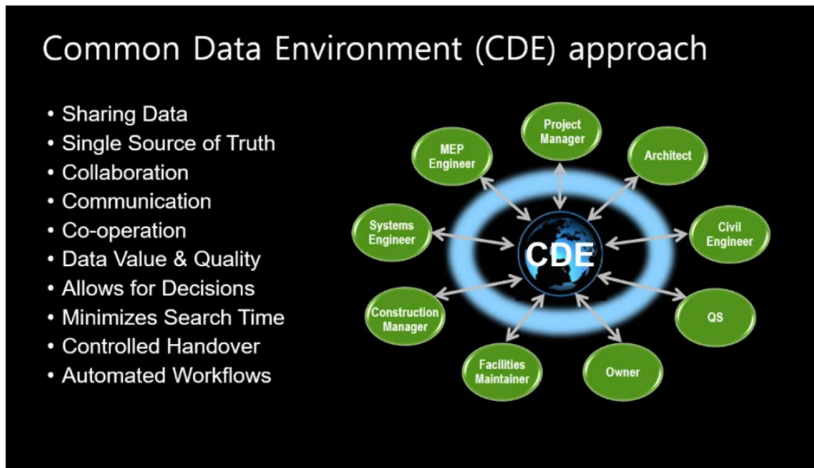 Common Data Environment (CDE) approach
• Sharing Data
• Single Source of Truth
• Collaboration
• Communication
• Co-operation
• Data Value & Quality
• Allows for Decisions
• Minimizes Search Time
• Controlled Handover
• Automated Workflows
Project
Manager
MEP
Engineer
Architect
Systems
Engineer
CDE
Civil
Engineer
Construction
Manager
QS
Facilities
Maintainer
Owner